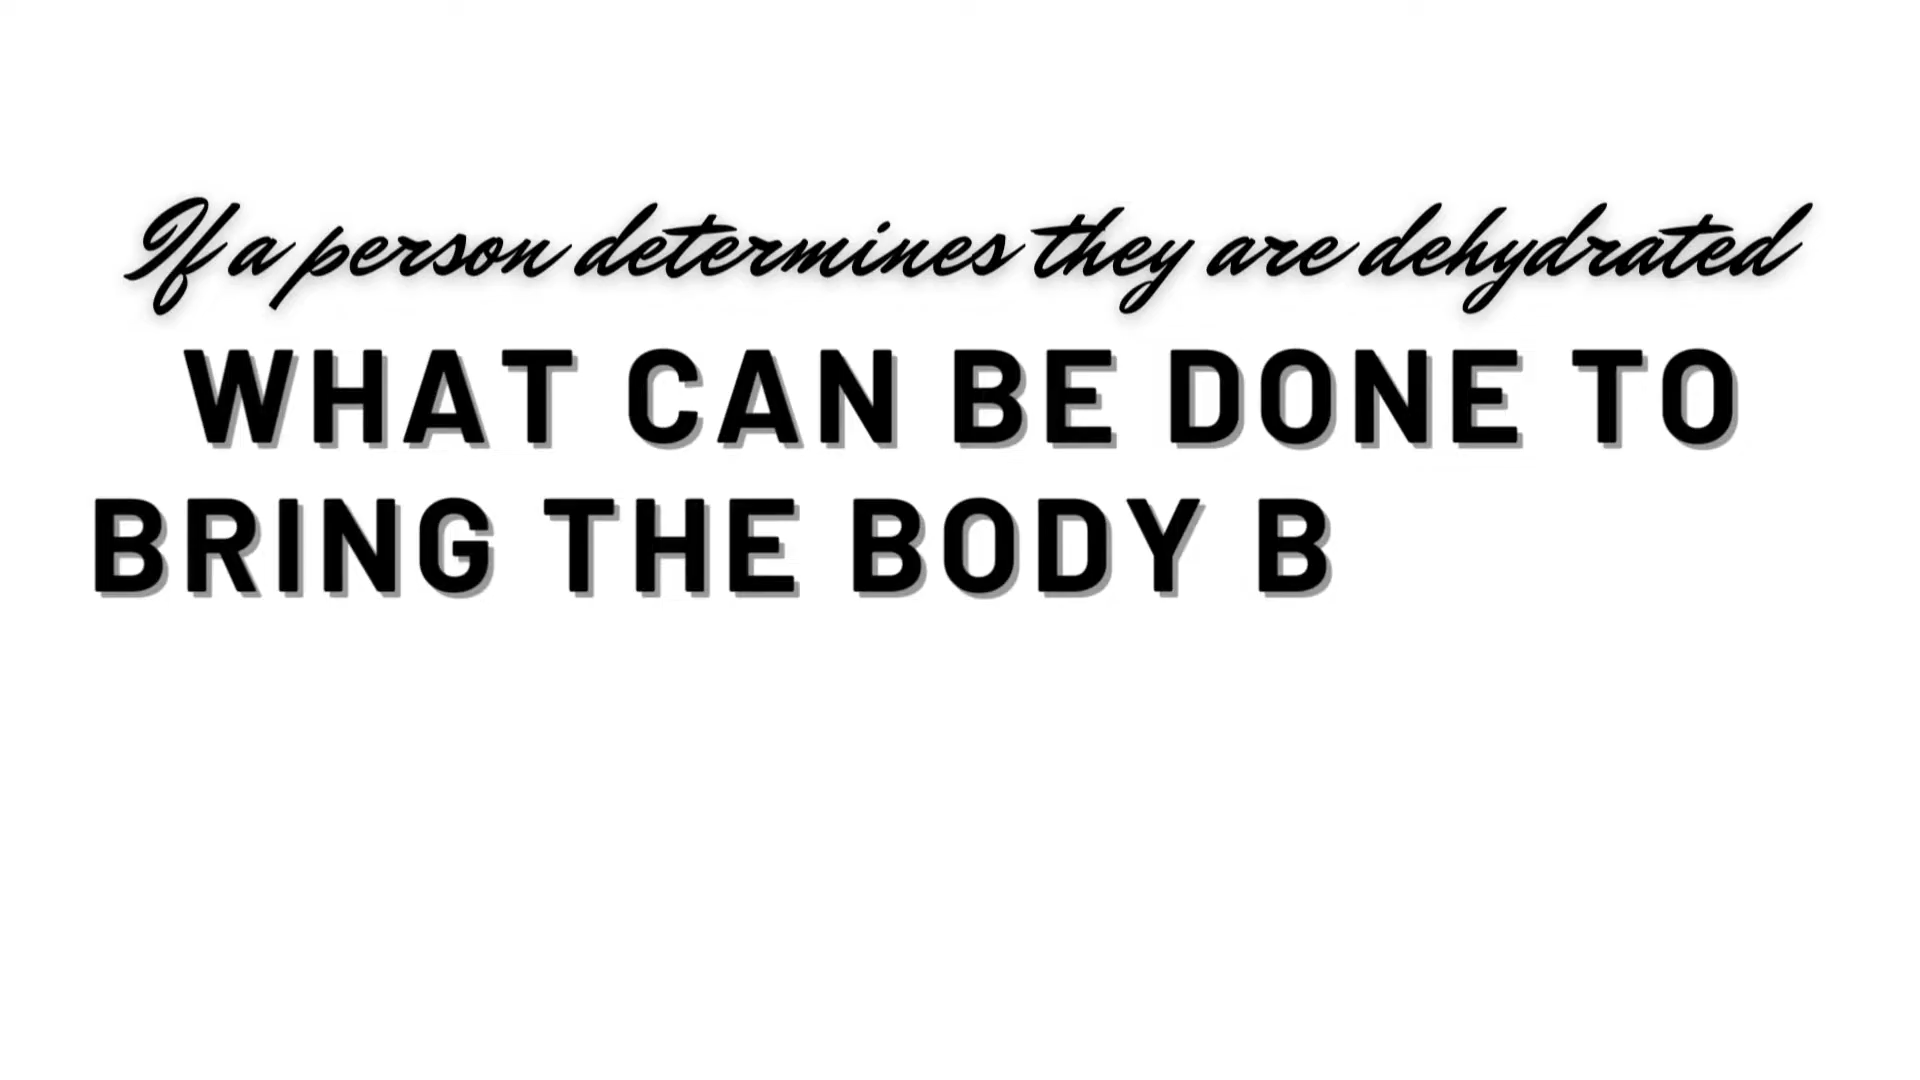 If a person determines they are dehydrated
WHAT CAN BE DONE TO
BRING THE BODY B